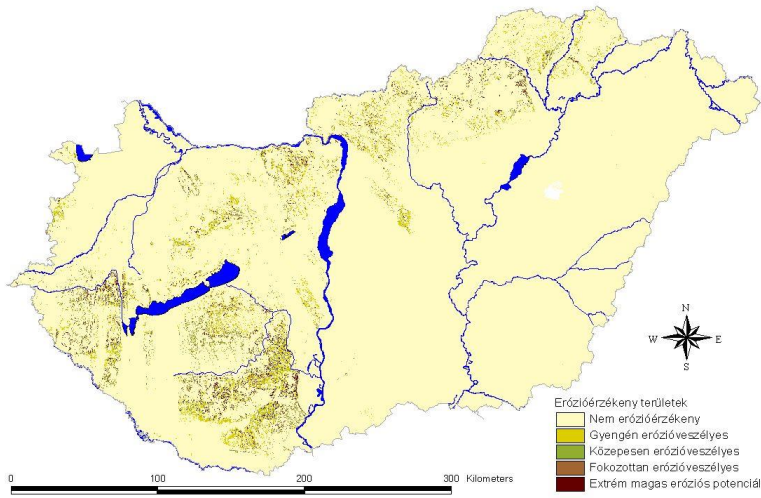 N
W E
S
Erózióérzékeny területek
Nem erózióérzékeny
Gyengén erózióveszélyes
Közepesen erózióveszélyes
Fokozottan erózióveszélyes
Extrém magas eróziós potenciál
0 100 200 300 Kilometers